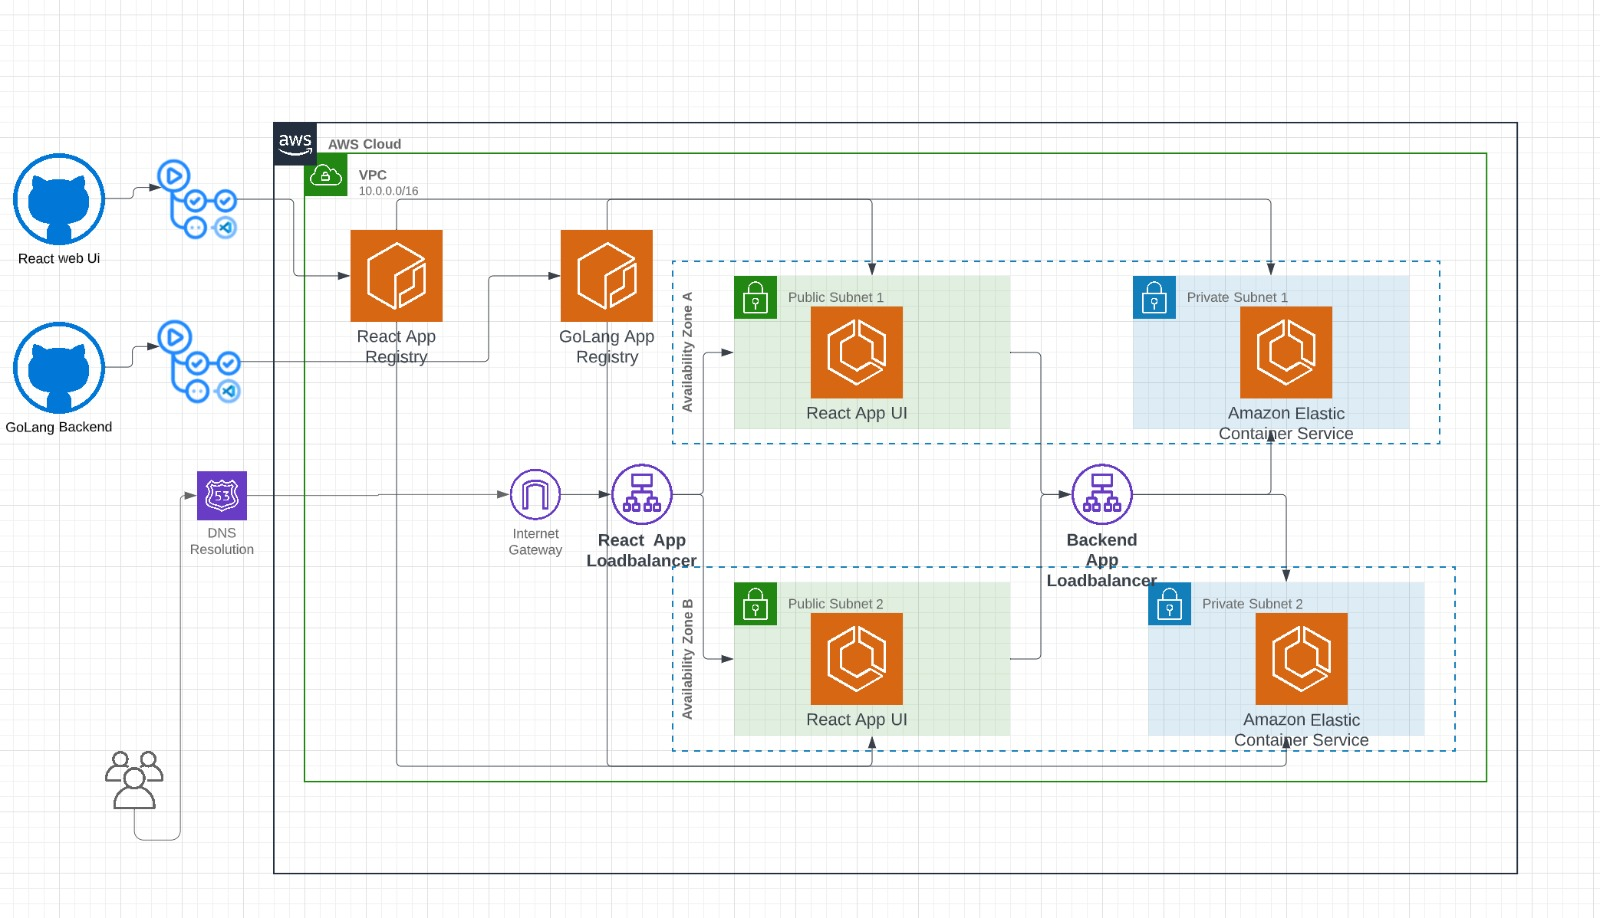 aws
AWS Cloud
VPC
10.0.0.0/16
React web Ui
React App
Registry
GoLang App
Registry
GoLang Backend
Availability Zone A
Public Subnet 1
React App UI
Private Subnet 1
Amazon Elastic
Container Service
53
DNS
Resolution
Internet
Gateway
React App
Loadbalancer
Backend
App
Loadbalancer
Availability Zone B
Public Subnet 2
React App UI
Private Subnet 2
Amazon Elastic
Container Service